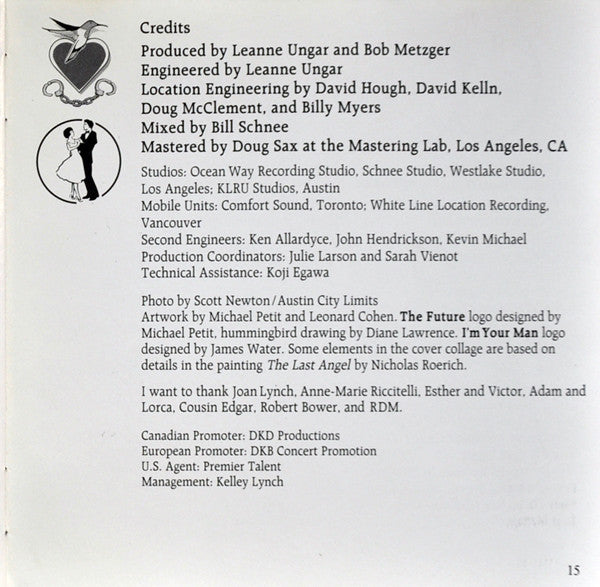 Credits
Produced by Leanne Ungar and Bob Metzger
Engineered by Leanne Ungar
Location Engineering by David Hough, David Kelln,
Doug McClement, and Billy Myers
Mixed by Bill Schnee
Mastered by Doug Sax at the Mastering Lab, Los Angeles, CA
Studios: Ocean Way Recording Studio, Schnee Studio, Westlake Studio,
Los Angeles; KLRU Studios, Austin
Mobile Units: Comfort Sound, Toronto; White Line Location Recording,
Vancouver
Second Engineers: Ken Allardyce, John Hendrickson, Kevin Michael
Production Coordinators: Julie Larson and Sarah Vienot
Technical Assistance: Koji Egawa
Photo by Scott Newton/Austin City Limits
Artwork by Michael Petit and Leonard Cohen. The Future logo designed by
Michael Petit, hummingbird drawing by Diane Lawrence. I'm Your Man logo
designed by James Water. Some elements in the cover collage are based on
details in the painting The Last Angel by Nicholas Roerich.
I want to thank Joan Lynch, Anne-Marie Riccitelli, Esther and Victor, Adam and
Lorca, Cousin Edgar, Robert Bower, and RDM.
Canadian Promoter: DKD Productions
European Promoter: DKB Concert Promotion
U.S. Agent: Premier Talent
Management: Kelley Lynch
15